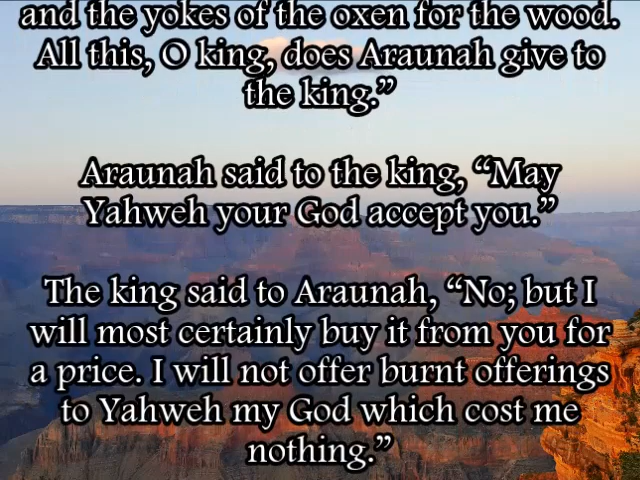 and the yokes of the oxen for the wood.
All this, O king, does Araunah give to
the king.”
Araunah said to the king, “May
Yahweh your God accept you.”
The king said to Araunah, “No; but I
will most certainly buy it from you for
a price. I will not offer burnt offerings
to Yahweh my God which cost me
nothing.”